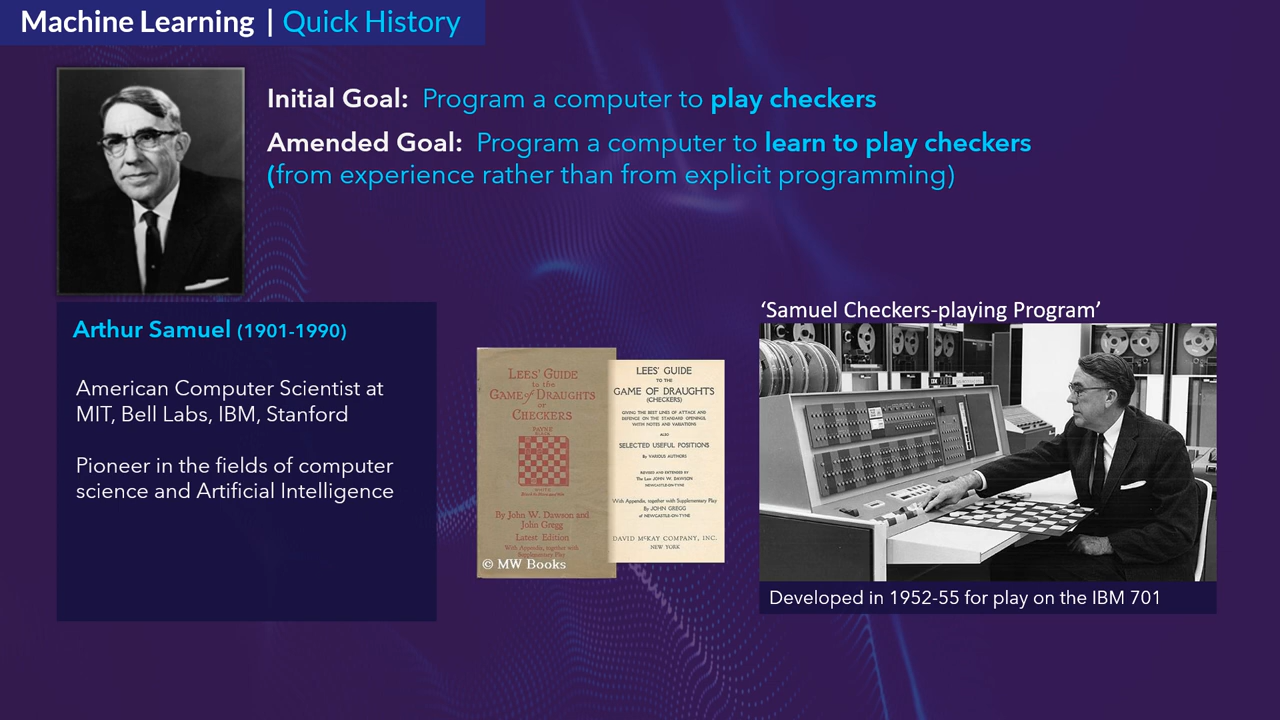 Machine Learning | Quick History
Initial Goal: Program a computer to play checkers
Amended Goal: Program a computer to learn to play checkers
(from experience rather than from explicit programming)
Arthur Samuel (1901-1990)
American Computer Scientist at
MIT, Bell Labs, IBM, Stanford
Pioneer in the fields of computer
science and Artificial Intelligence
LEES' GUIDE
to the
GAME of DRAUGHTS
OR
CHECKERS
By John W. Dawson and
John Gregg
Latest Edition
With Appendix, together with
Supplementary Play
© MW Books
LEES' GUIDE
TO THE
GAME OF DRAUGHTS
(CHECKERS)
GIVING THE BEST LINES OF ATTACK AND
DEFENCE ON THE STANDARD OPENINGS,
WITH NOTES AND VARIATIONS
ALSO
SELECTED USEFUL POSITIONS
By VARIOUS AUTHORS
REVISED AND EXTENDED BY
The Late JOHN W. DAWSON
NEWCASTLE-ON-TYNE
With Appendix, together with Supplementary Play
By JOHN GREGG
of NEWCASTLE-ON-TYNE
DAVID McKAY COMPANY, INC.
NEW YORK
‘Samuel Checkers-playing Program’
IBM
Developed in 1952-55 for play on the IBM 701